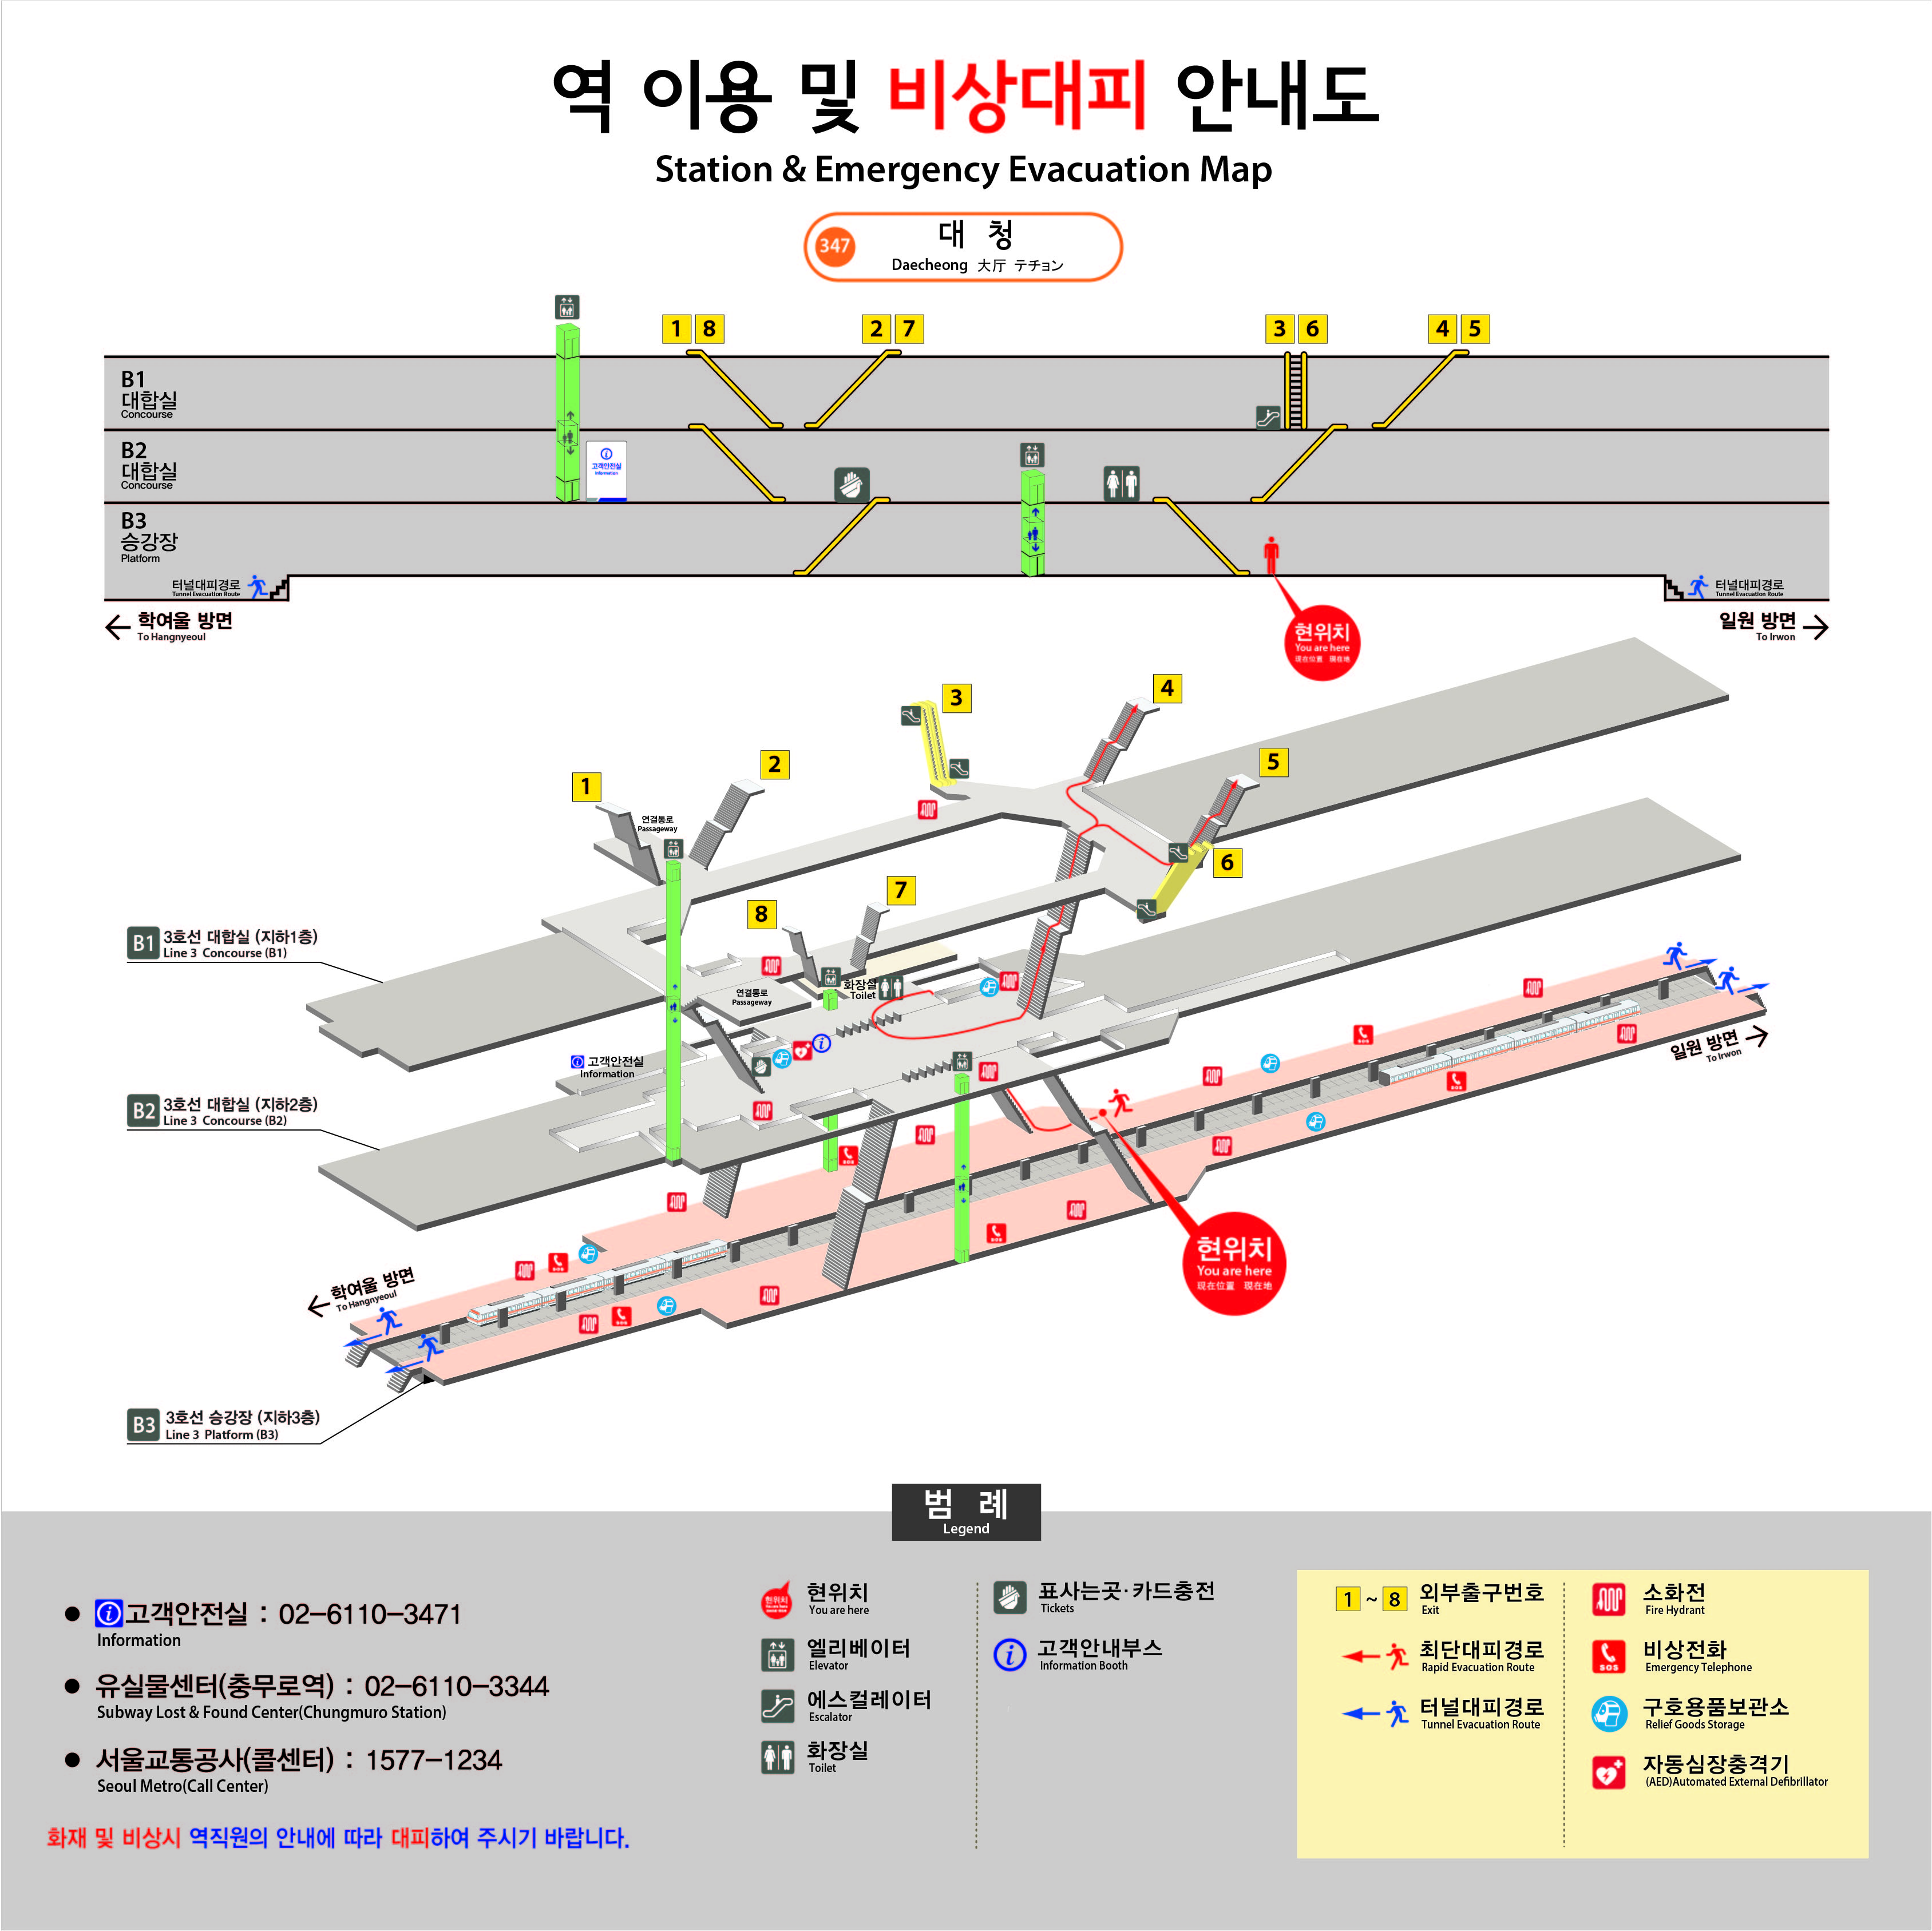 역 이용 및 비상대피 안내도
Station & Emergency Evacuation Map
347
대 청
Daecheong 大厅 テチョン
1 8
2 7
3 6
4 5
B1
대합실
Concourse
B2
대합실
Concourse
고객안전실
Information
B3
승강장
Platform
터널대피경로
Tunnel Evacuation Route
터널대피경로
Tunnel Evacuation Route
학여울 방면
To Hangnyeoul
일원 방면
To Irwon
현위치
You are here
现在位置 現在地
3
4
2
1
5
연결통로
Passageway
6
7
8
B1 3호선 대합실 (지하1층)
Line 3 Concourse (B1)
화장실
Toilet
연결통로
Passageway
고객안전실
Information
일원 방면
To Irwon
B2 3호선 대합실 (지하2층)
Line 3 Concourse (B2)
SOS
SOS
SOS
SOS
SOS
SOS
현위치
You are here
现在位置 現在地
학여울 방면
To Hangnyeoul
B3 3호선 승강장 (지하3층)
Line 3 Platform (B3)
범 례
Legend
● 고객안전실 : 02-6110-3471
Information
● 유실물센터(충무로역) : 02-6110-3344
Subway Lost & Found Center(Chungmuro Station)
● 서울교통공사(콜센터) : 1577-1234
Seoul Metro(Call Center)
화재 및 비상시 역직원의 안내에 따라 대피하여 주시기 바랍니다.
현위치
You are here
엘리베이터
Elevator
에스컬레이터
Escalator
화장실
Toilet
표사는곳·카드충전
Tickets
고객안내부스
Information Booth
1 ~ 8 외부출구번호
Exit
최단대피경로
Rapid Evacuation Route
터널대피경로
Tunnel Evacuation Route
소화전
Fire Hydrant
SOS
비상전화
Emergency Telephone
구호용품보관소
Relief Goods Storage
자동심장충격기
(AED)Automated External Defibrillator